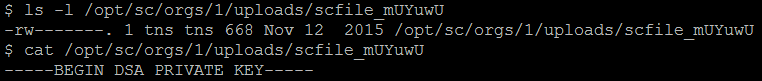 $ ls -l /opt/sc/orgs/1/uploads/scfile_mUYuwU
-rw-------. 1 tns tns 668 Nov 12  2015 /opt/sc/orgs/1/uploads/scfile_mUYuwU
$ cat /opt/sc/orgs/1/uploads/scfile_mUYuwU
-----BEGIN DSA PRIVATE KEY-----